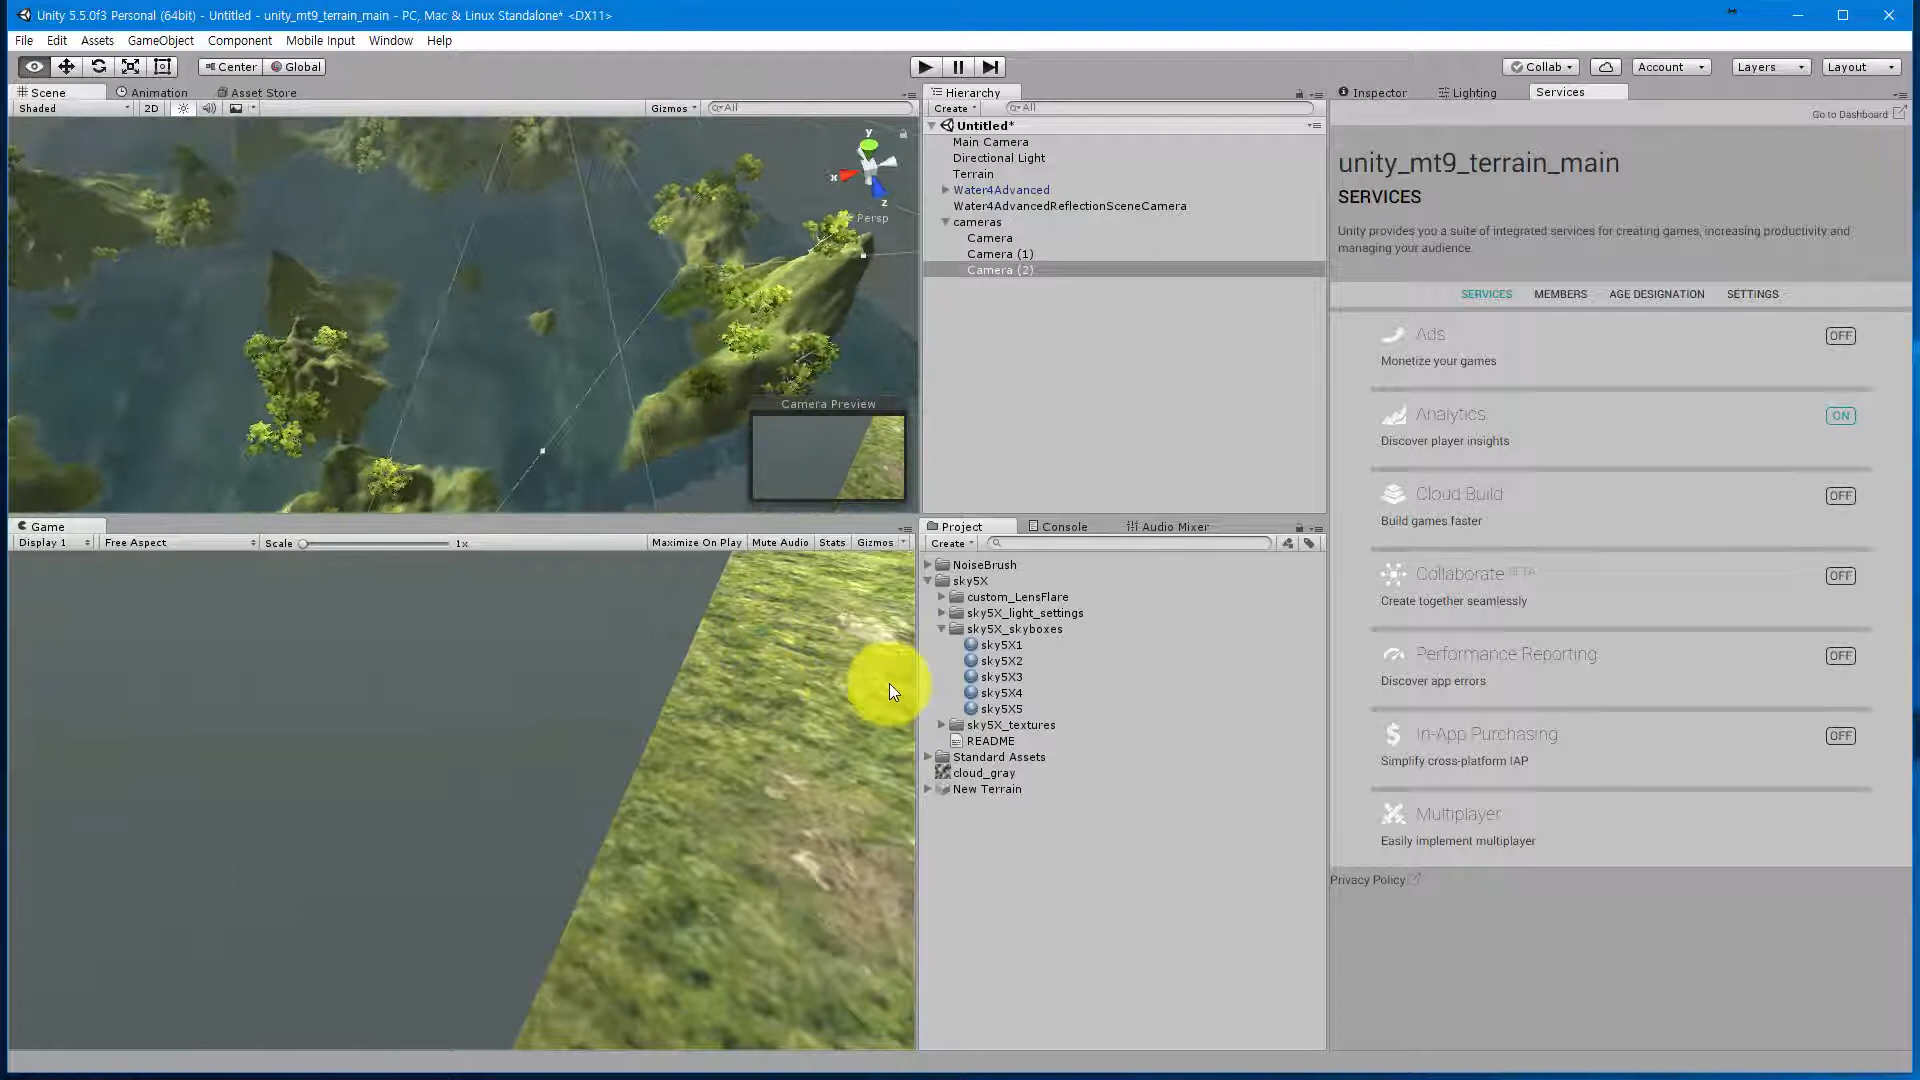 Unity 5.5.0f3 Personal (64bit) - Untitled - unity_mt9_terrain_main - PC, Mac & Linux Standalone* <DX11>
File Edit Assets GameObject Component Mobile Input Window Help
Center Global Collab Account Layers Layout
Scene Animation Asset Store
Shaded 2D Gizmos All
y
x
z
Persp
Camera Preview
Hierarchy
Create All
Untitled*
Main Camera
Directional Light
Terrain
Water4Advanced
Water4AdvancedReflectionSceneCamera
cameras
Camera
Camera (1)
Camera (2)
Game
Display 1 Free Aspect Scale 1x Maximize On Play Mute Audio Stats Gizmos
Project Console Audio Mixer
Create
NoiseBrush
sky5X
custom_LensFlare
sky5X_light_settings
sky5X_skyboxes
sky5X1
sky5X2
sky5X3
sky5X4
sky5X5
sky5X_textures
README
Standard Assets
cloud_gray
New Terrain
Inspector Lighting Services
Go to Dashboard
unity_mt9_terrain_main
SERVICES
Unity provides you a suite of integrated services for creating games, increasing productivity and
managing your audience.
SERVICES MEMBERS AGE DESIGNATION SETTINGS
Ads OFF
Monetize your games
Analytics ON
Discover player insights
Cloud Build OFF
Build games faster
Collaborate BETA OFF
Create together seamlessly
Performance Reporting OFF
Discover app errors
In-App Purchasing OFF
Simplify cross-platform IAP
Multiplayer
Easily implement multiplayer
Privacy Policy